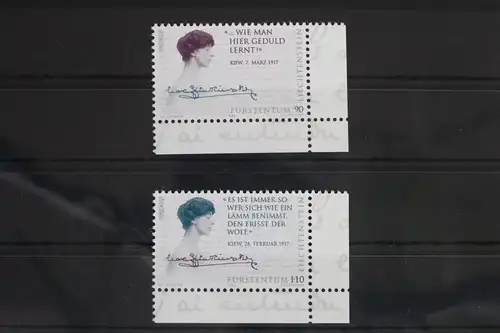 «... WIE MAN
HIER GEDULD
LERNT!»
KIEW, 7. MÄRZ 1917
FÜRSTENTUM
LIECHTENSTEIN
90
«ES IST IMMER SO
WER SICH WIE EIN
LAMM BENIMMT,
DEN FRISST DER
WOLF.»
KIEW, 28. FEBRUAR 1917
FÜRSTENTUM
LIECHTENSTEIN
110